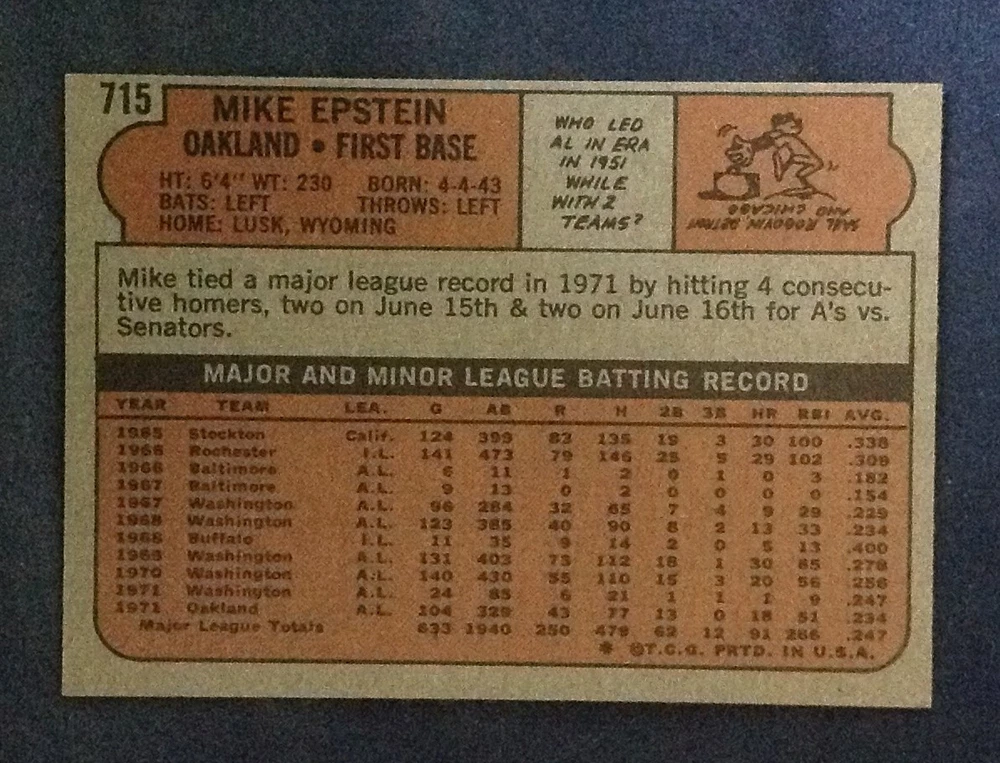 715
MIKE EPSTEIN
OAKLAND • FIRST BASE
HT: 6'4" WT: 230 BORN: 4-4-43
BATS: LEFT THROWS: LEFT
HOME: LUSK, WYOMING
WHO LED
AL IN ERA
IN 1951
WHILE
WITH 2
TEAMS?
SAUL ROGOVIN DETROIT
AND CHICAGO
Mike tied a major league record in 1971 by hitting 4 consecu-
tive homers, two on June 15th & two on June 16th for A's vs.
Senators.
MAJOR AND MINOR LEAGUE BATTING RECORD
YEAR TEAM LEA. G AB R H 2B 3B HR RBI AVG.
1965 Stockton Calif. 124 399 83 135 19 3 30 100 .338
1966 Rochester I.L. 141 473 79 146 25 5 29 102 .309
1966 Baltimore A.L. 6 11 1 2 0 1 0 3 .182
1967 Baltimore A.L. 9 13 0 2 0 0 0 0 .154
1967 Washington A.L. 96 284 32 65 7 4 9 29 .229
1968 Washington A.L. 123 385 40 90 8 2 13 33 .234
1968 Buffalo I.L. 11 35 9 14 2 0 5 13 .400
1969 Washington A.L. 131 403 73 112 18 1 30 85 .278
1970 Washington A.L. 140 430 55 110 15 3 20 56 .256
1971 Washington A.L. 24 85 6 21 1 1 1 9 .247
1971 Oakland A.L. 104 329 43 77 13 0 18 51 .234
Major League Totals 633 1940 250 479 62 12 91 266 .247
* ©T.C.G. PRTD. IN U.S.A.